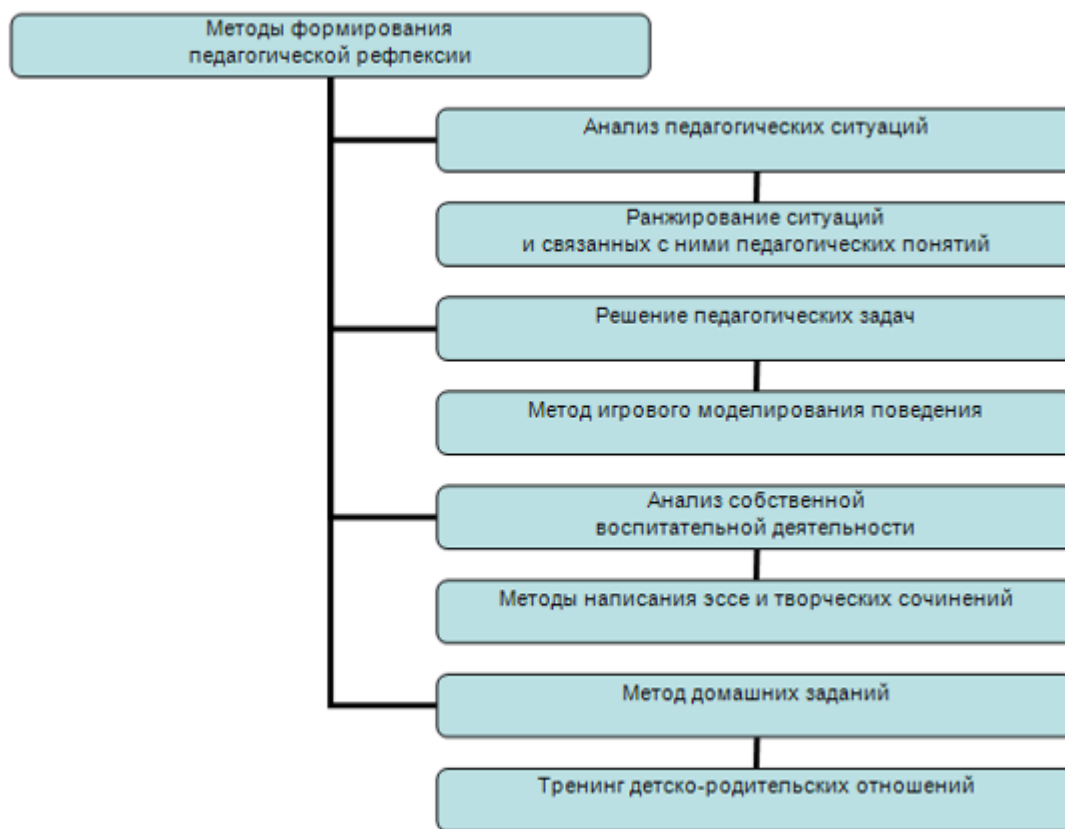 Методы формирования
педагогической рефлексии
Анализ педагогических ситуаций
Ранжирование ситуаций
и связанных с ними педагогических понятий
Решение педагогических задач
Метод игрового моделирования поведения
Анализ собственной
воспитательной деятельности
Методы написания эссе и творческих сочинений
Метод домашних заданий
Тренинг детско-родительских отношений